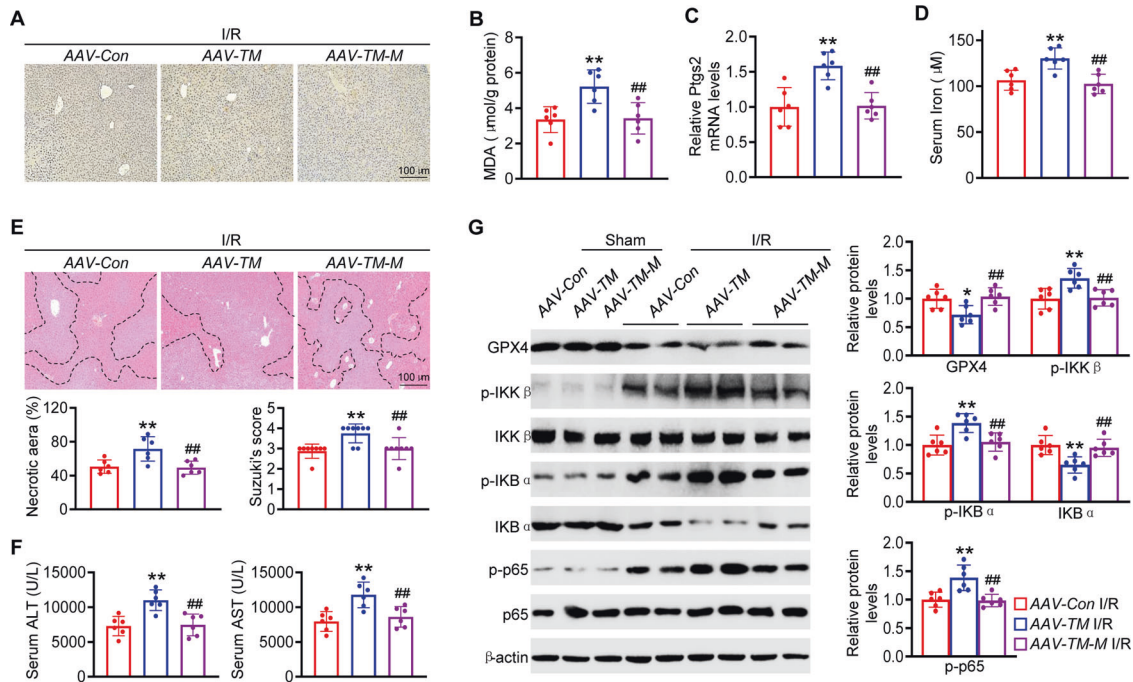 A
I/R
AAV-Con AAV-TM AAV-TM-M
100 μm
B
MDA ( μmol/g protein)
8
6
4
2
0
** ##
C
Relative Ptgs2
mRNA levels
2.0
1.5
1.0
0.5
0.0
** ##
D
Serum Iron ( μM)
150
100
50
0
** ##
E
I/R
AAV-Con AAV-TM AAV-TM-M
100 μm
Necrotic aera (%)
120
80
40
0
** ##
Suzuki's score
5
4
3
2
1
0
** ##
F
Serum ALT (U/L)
15000
10000
5000
0
** ##
Serum AST (U/L)
15000
10000
5000
0
** ##
G
Sham I/R
AAV-Con AAV-TM AAV-TM-M AAV-Con AAV-TM AAV-TM-M
GPX4
p-IKK β
IKK β
p-IKB α
IKB α
p-p65
p65
β-actin
Relative protein
levels
2.0
1.5
1.0
0.5
0.0
* ## ** ##
GPX4 p-IKK β
Relative protein
levels
2.0
1.5
1.0
0.5
0.0
** ## ** ##
p-IKB α IKB α
Relative protein
levels
2.0
1.5
1.0
0.5
0.0
** ##
p-p65
AAV-Con I/R
AAV-TM I/R
AAV-TM-M I/R